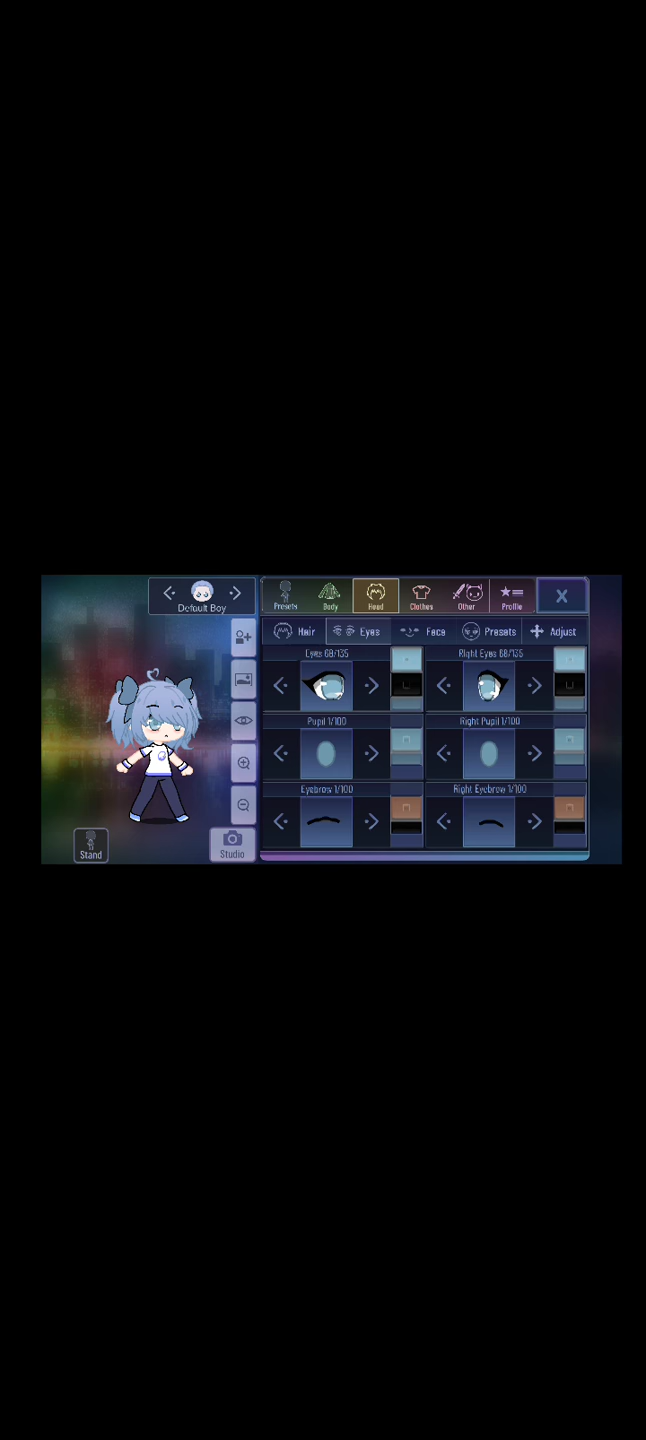 Default Boy
Presets
Body
Head
Clothes
Other
Profile
X
Hair
Eyes
Face
Presets
Adjust
Eyes 68/135
Right Eyes 68/135
Pupil 1/100
Right Pupil 1/100
Eyebrow 1/100
Right Eyebrow 1/100
Stand
Studio